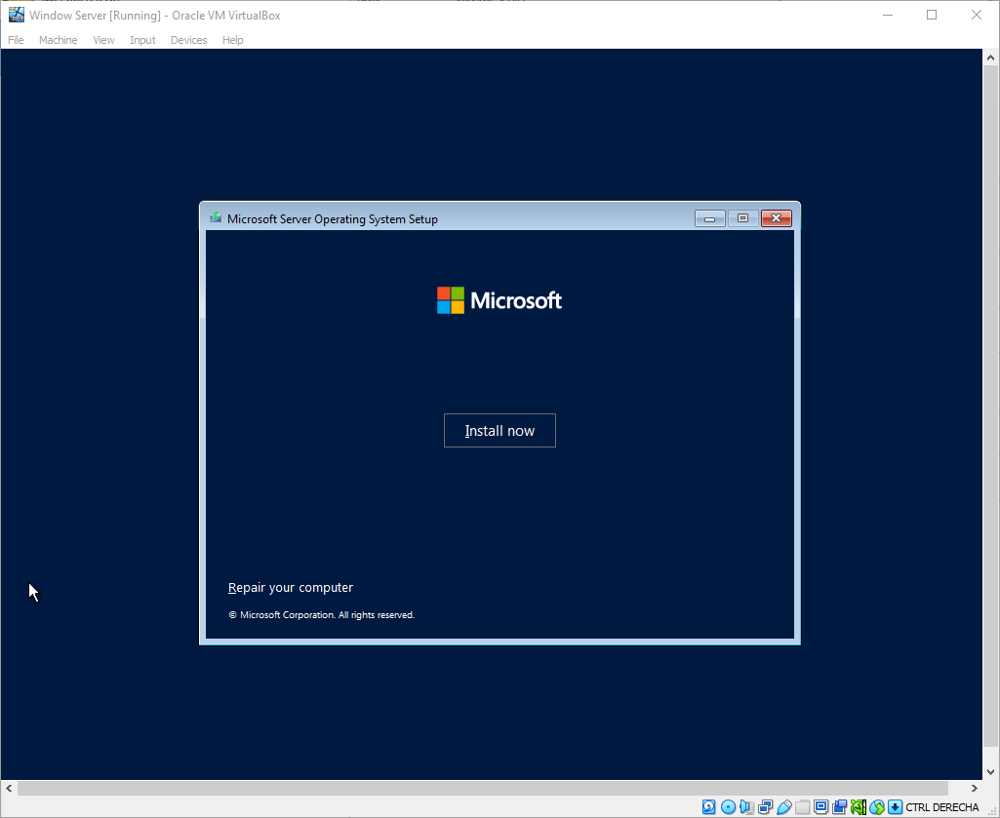 Window Server [Running] - Oracle VM VirtualBox
File Machine View Input Devices Help
Microsoft Server Operating System Setup
Microsoft
Install now
Repair your computer
© Microsoft Corporation. All rights reserved.
CTRL DERECHA